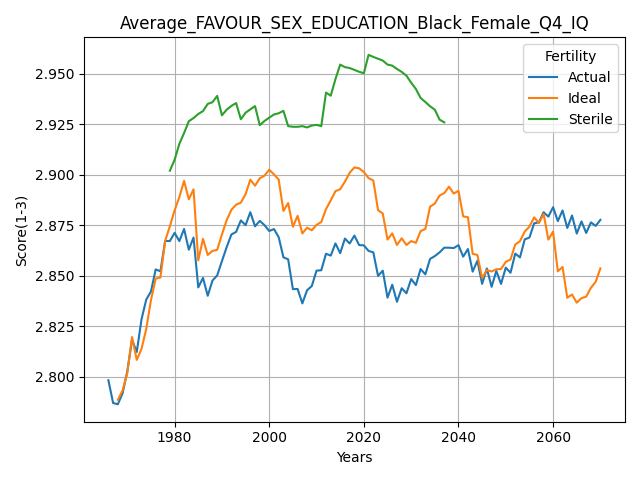 Average_FAVOUR_SEX_EDUCATION_Black_Female_Q4_IQ
Fertility
Actual
Ideal
Sterile
Score(1-3)
2.950
2.925
2.900
2.875
2.850
2.825
2.800
1980
2000
2020
2040
2060
Years